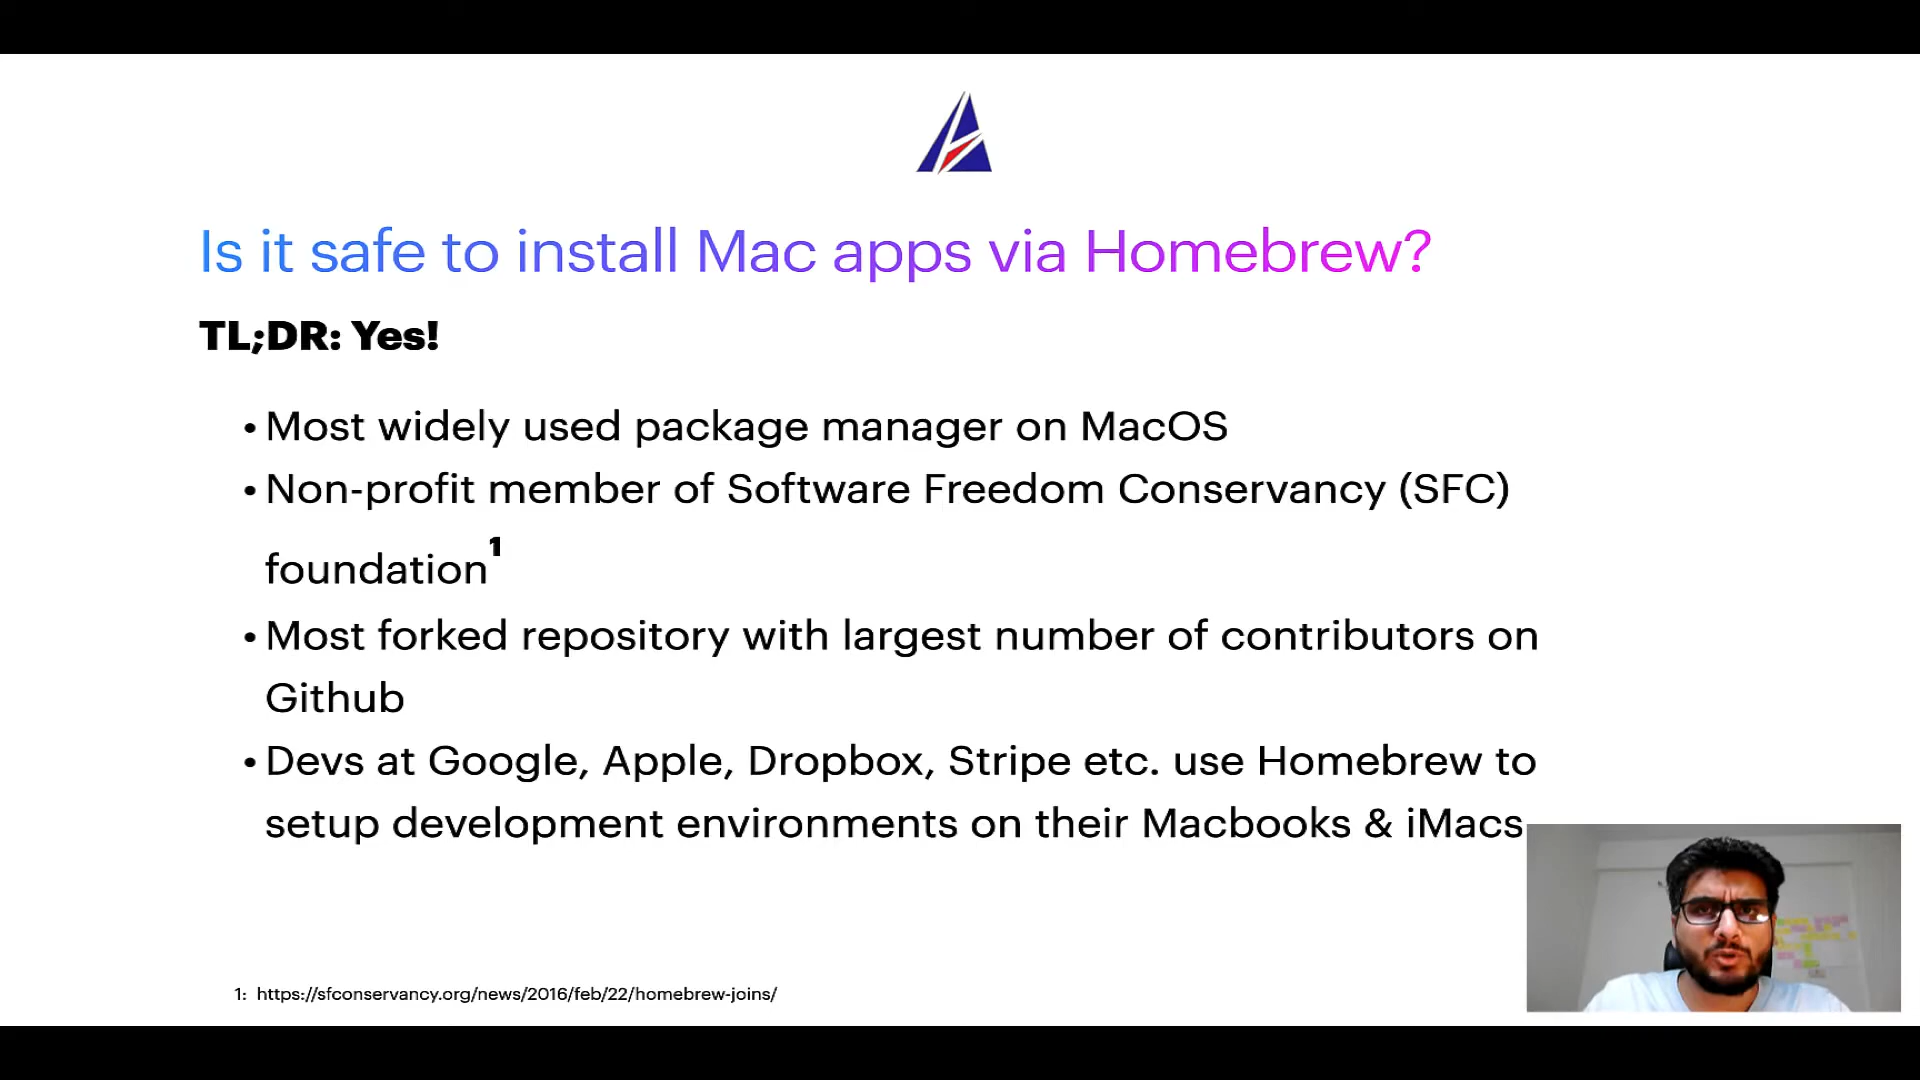 Is it safe to install Mac apps via Homebrew?
TL;DR: Yes!
• Most widely used package manager on MacOS
• Non-profit member of Software Freedom Conservancy (SFC)
foundation1
• Most forked repository with largest number of contributors on
Github
• Devs at Google, Apple, Dropbox, Stripe etc. use Homebrew to
setup development environments on their Macbooks & iMacs
1: https://sfconservancy.org/news/2016/feb/22/homebrew-joins/